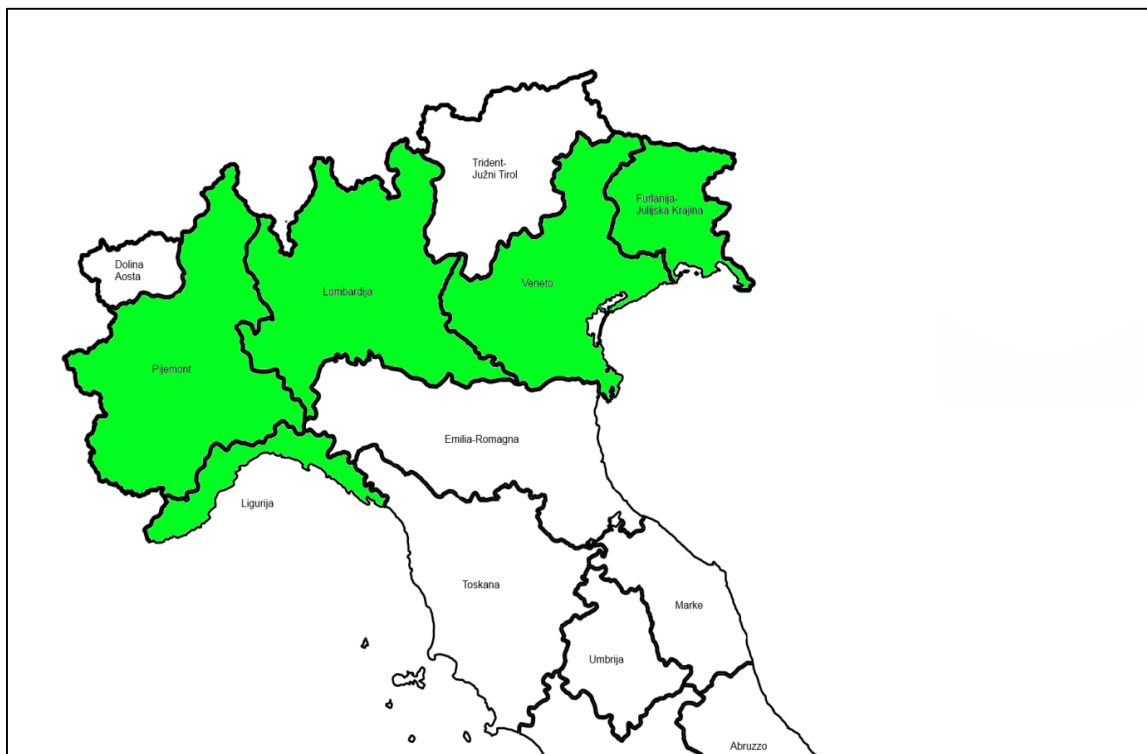 Trident-
Južni Tirol
Furlanija-
Julijska Krajina
Dolina
Aosta
Lombardija
Veneto
Pijemont
Emilia-Romagna
Ligurija
Toskana
Marke
Umbrija
Abruzzo